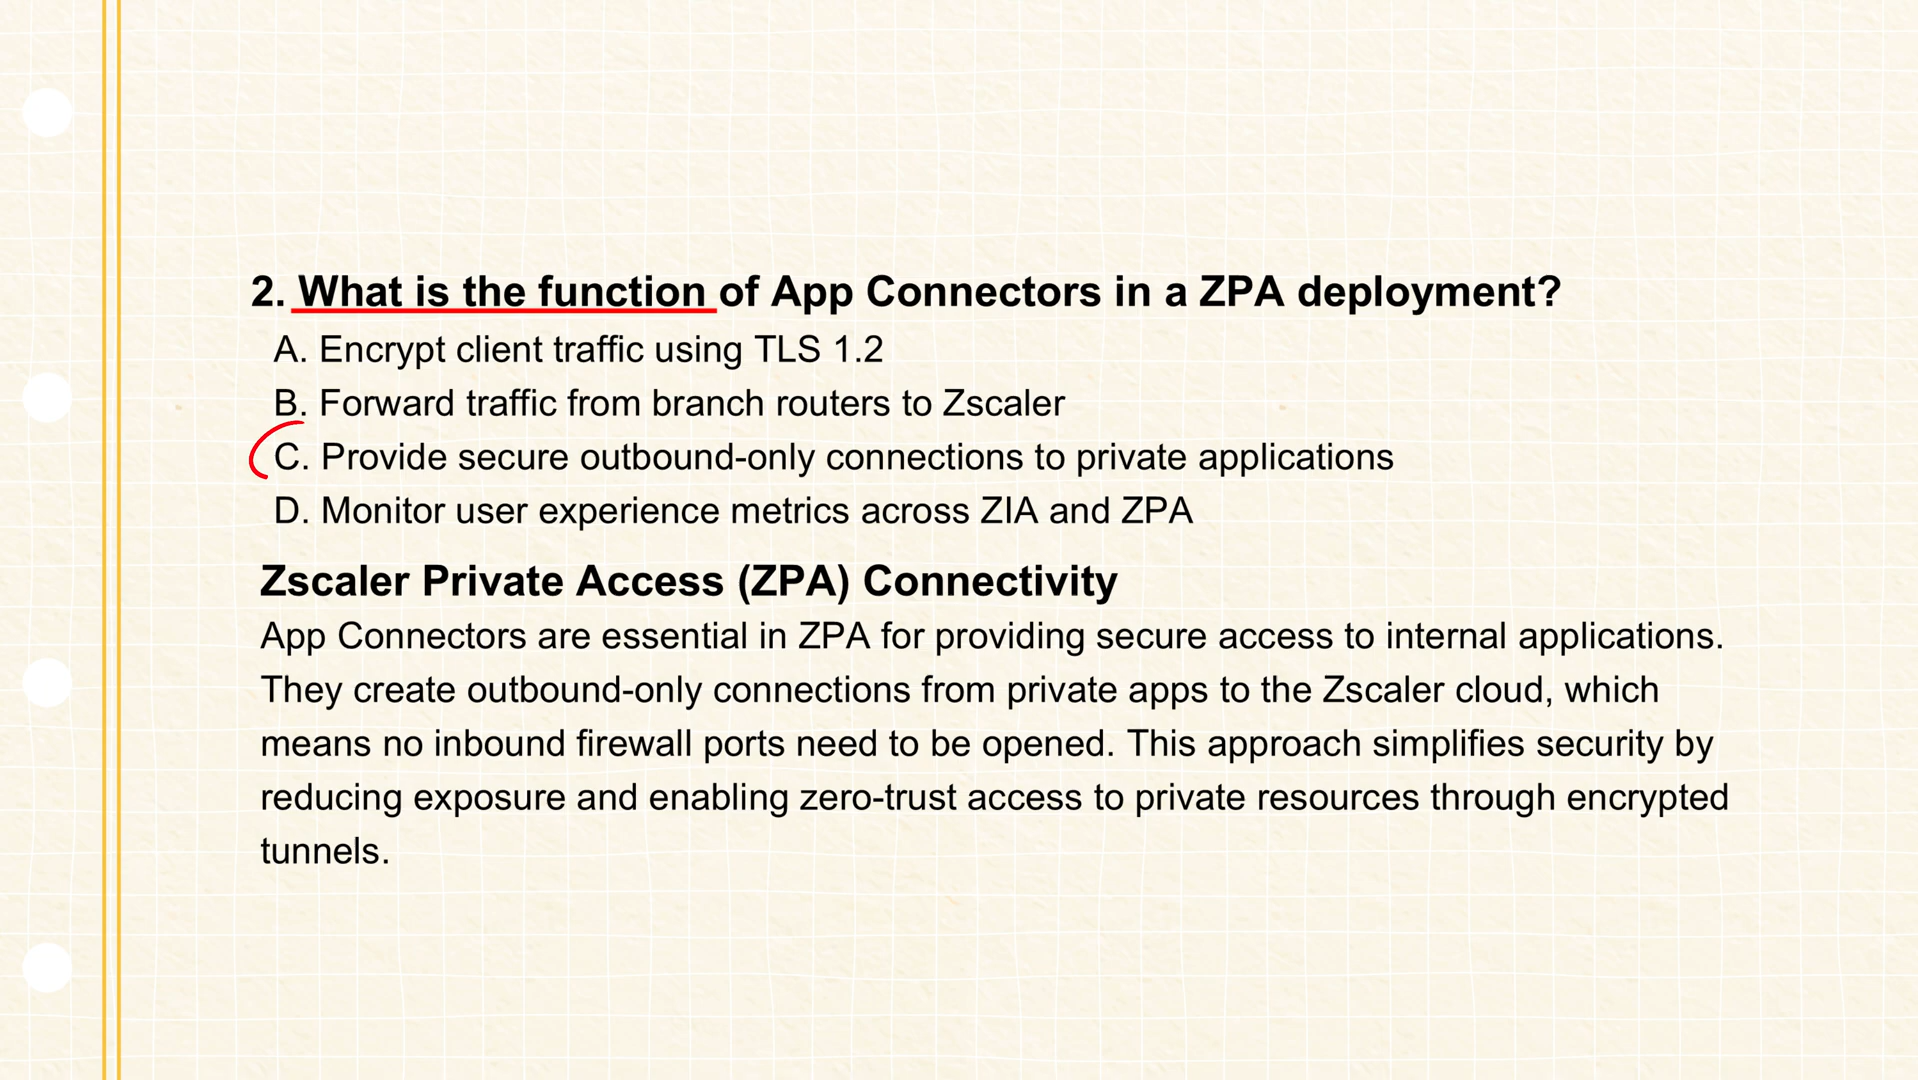 2. What is the function of App Connectors in a ZPA deployment?
A. Encrypt client traffic using TLS 1.2
B. Forward traffic from branch routers to Zscaler
C. Provide secure outbound-only connections to private applications
D. Monitor user experience metrics across ZIA and ZPA
Zscaler Private Access (ZPA) Connectivity
App Connectors are essential in ZPA for providing secure access to internal applications.
They create outbound-only connections from private apps to the Zscaler cloud, which
means no inbound firewall ports need to be opened. This approach simplifies security by
reducing exposure and enabling zero-trust access to private resources through encrypted
tunnels.